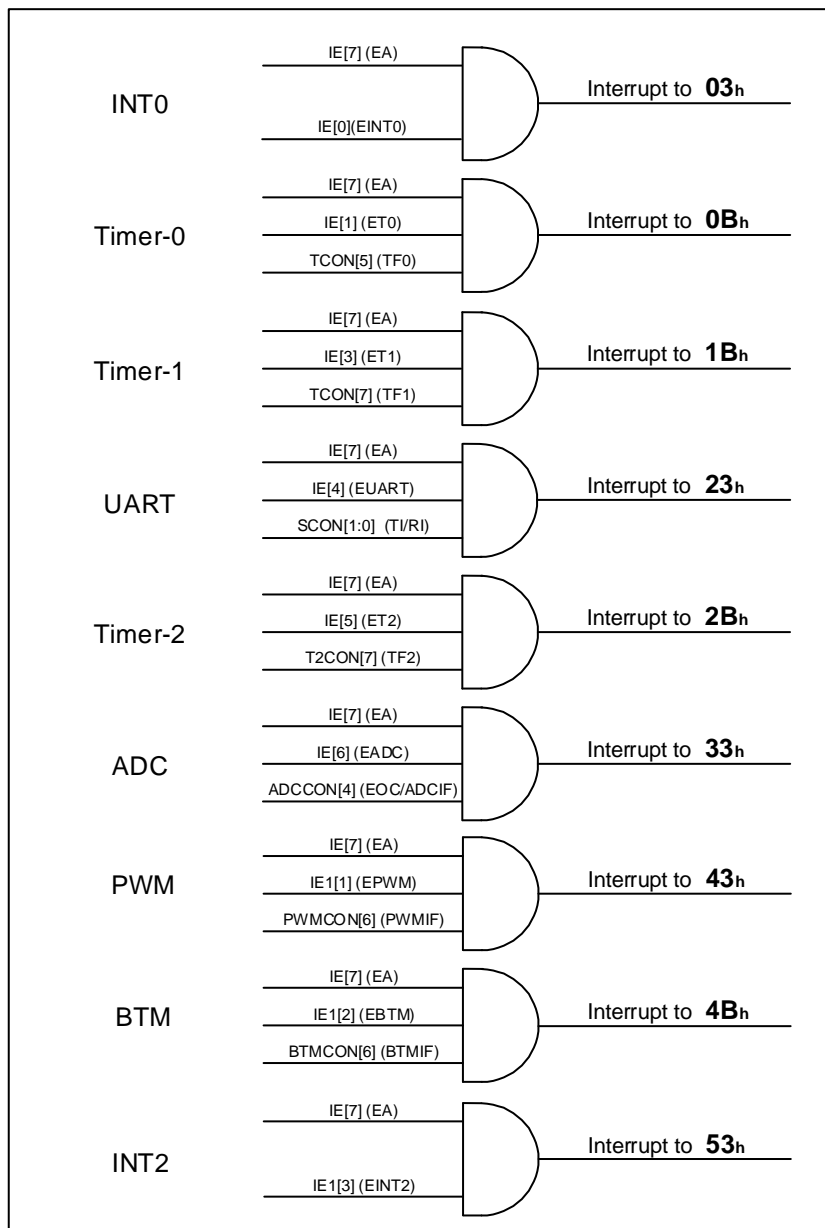 IE[7] (EA)
INT0
Interrupt to 03h
IE[0](EINT0)
IE[7] (EA)
Timer-0
IE[1] (ET0)
Interrupt to 0Bh
TCON[5] (TF0)
IE[7] (EA)
Timer-1
IE[3] (ET1)
Interrupt to 1Bh
TCON[7] (TF1)
IE[7] (EA)
UART
IE[4] (EUART)
Interrupt to 23h
SCON[1:0] (TI/RI)
IE[7] (EA)
Timer-2
IE[5] (ET2)
Interrupt to 2Bh
T2CON[7] (TF2)
IE[7] (EA)
ADC
IE[6] (EADC)
Interrupt to 33h
ADCCON[4] (EOC/ADCIF)
IE[7] (EA)
PWM
IE1[1] (EPWM)
Interrupt to 43h
PWMCON[6] (PWMIF)
IE[7] (EA)
BTM
IE1[2] (EBTM)
Interrupt to 4Bh
BTMCON[6] (BTMIF)
IE[7] (EA)
INT2
Interrupt to 53h
IE1[3] (EINT2)